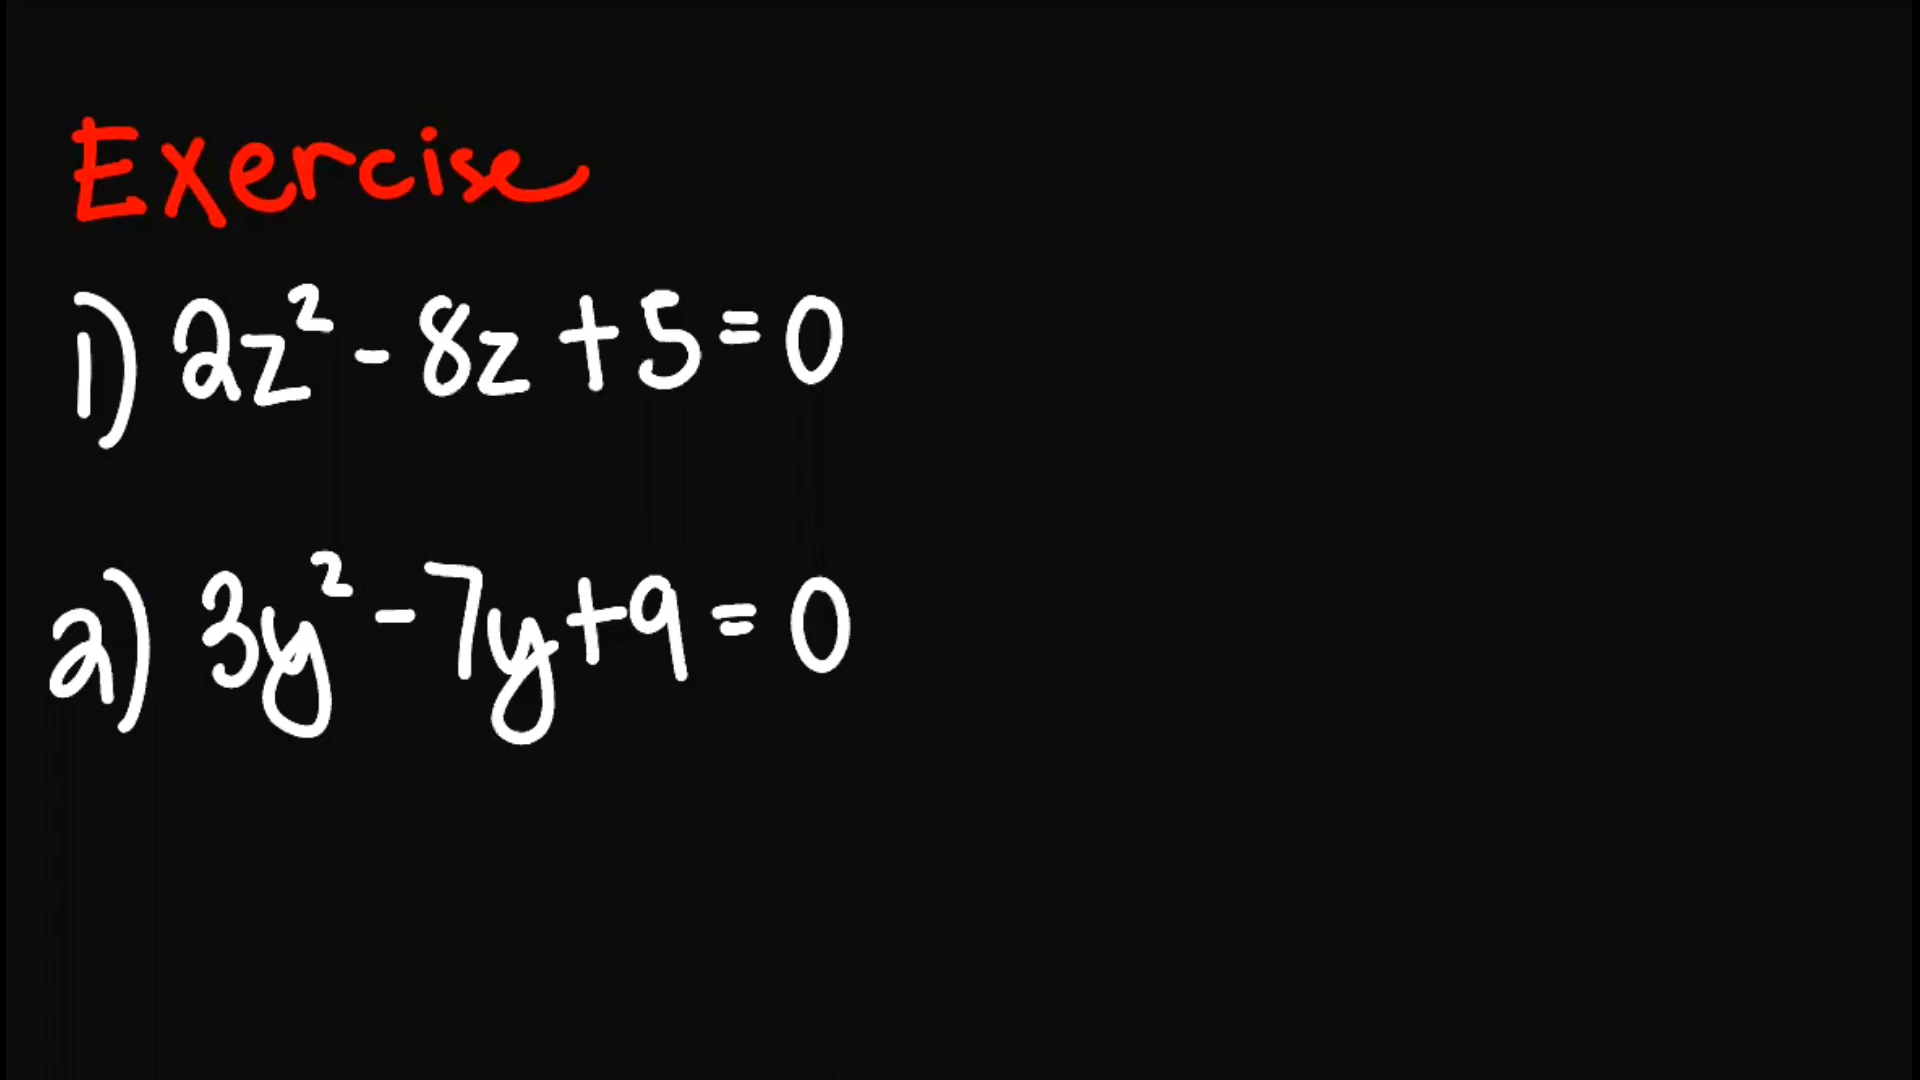 Exercise
1) 2z² - 8z + 5 = 0
2) 3y² - 7y + 9 = 0